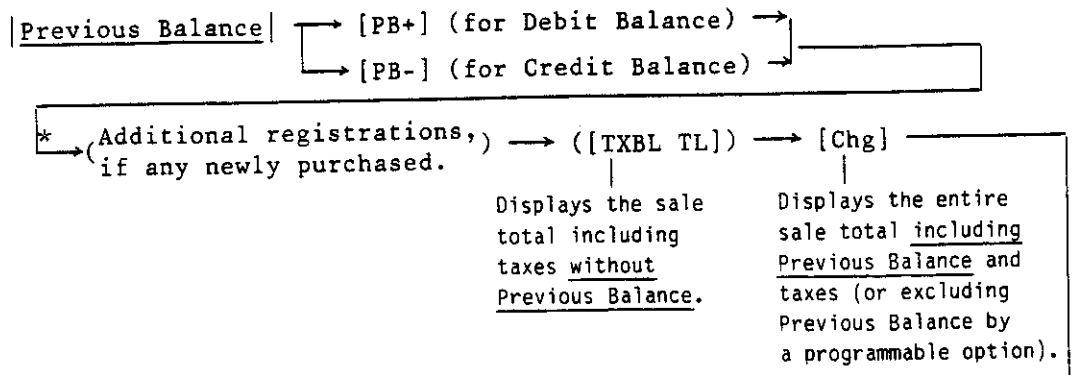 |Previous Balance| → [PB+] (for Debit Balance) →
→ [PB-] (for Credit Balance) →
* → (Additional registrations, if any newly purchased.) → ([TXBL TL]) → [Chg]
Displays the sale
total including
taxes without
Previous Balance.
Displays the entire
sale total including
Previous Balance and
taxes (or excluding
Previous Balance by
a programmable option).